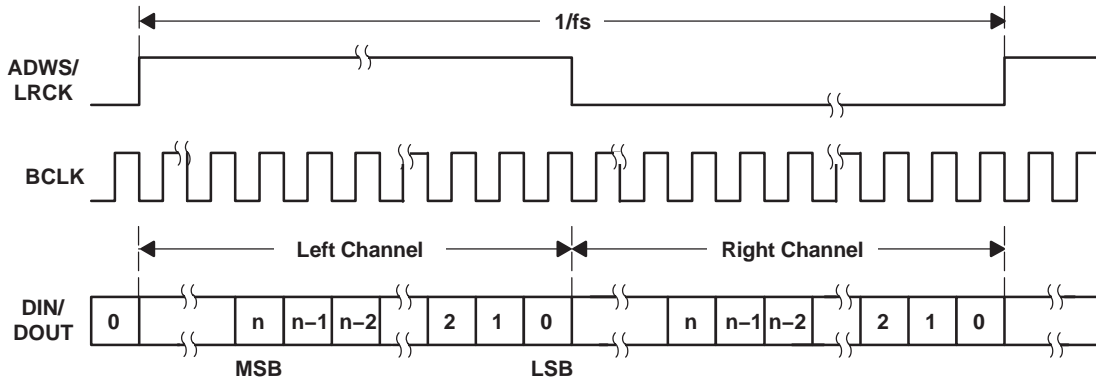 1/fs
ADWS/
LRCK
BCLK
Left Channel
Right Channel
DIN/
DOUT
0 n n−1 n−2 2 1 0 n n−1 n−2 2 1 0
MSB LSB